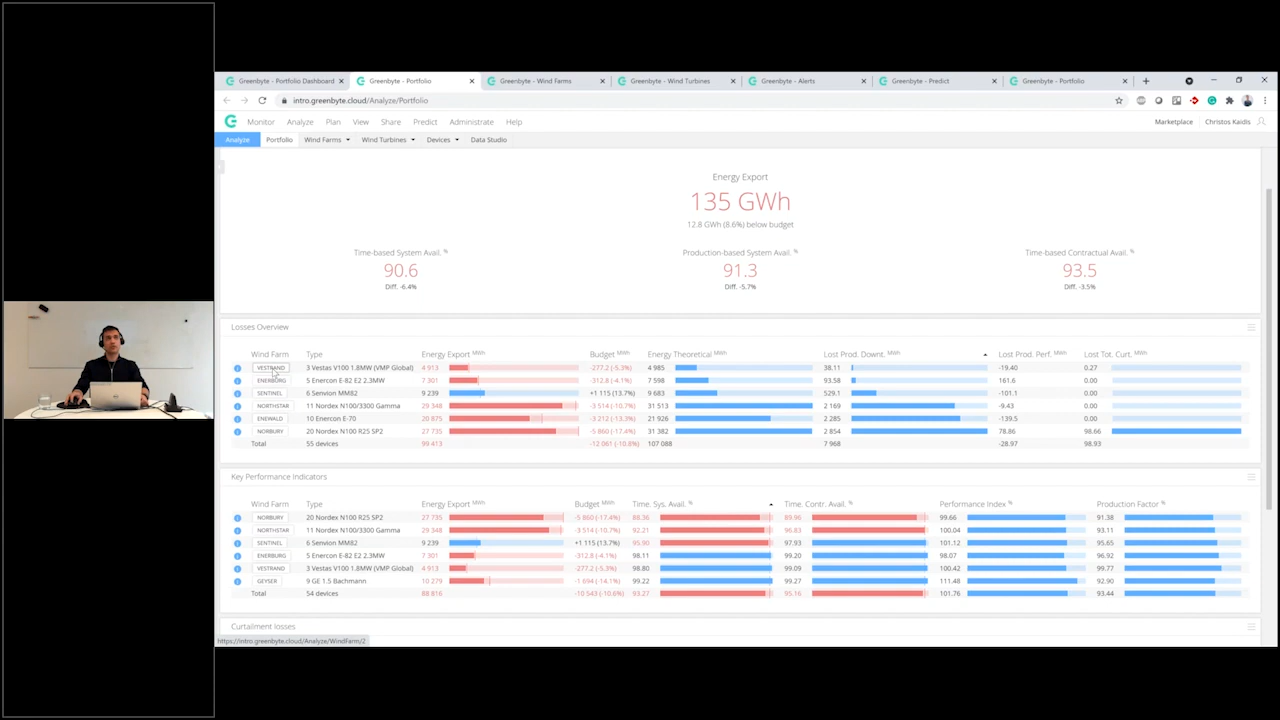 Greenbyte - Portfolio Dashboard
Greenbyte - Portfolio
Greenbyte - Wind Farms
Greenbyte - Wind Turbines
Greenbyte - Alerts
Greenbyte - Predict
Greenbyte - Portfolio
intro.greenbyte.cloud/Analyze/Portfolio
Monitor Analyze Plan View Share Predict Administrate Help Marketplace Christos Kaidis
Analyze Portfolio Wind Farms Wind Turbines Devices Data Studio
Energy Export
135 GWh
12.8 GWh (8.6%) below budget
Time-based System Avail. % Production-based System Avail. % Time-based Contractual Avail. %
90.6 91.3 93.5
Diff. -6.4% Diff. -5.7% Diff. -3.5%
Losses Overview
Wind Farm Type Energy Export MWh Budget MWh Energy Theoretical MWh Lost Prod. Downt. MWh Lost Prod. Perf. MWh Lost Tot. Curt. MWh
VESTRAND 3 Vestas V100 1.8MW (VMP Global) 4 913 -277.2 (-5.3%) 4 985 38.11 -19.40 0.27
ENERBURG 5 Enercon E-82 E2 2.3MW 7 301 -312.8 (-4.1%) 7 598 93.58 161.6 0.00
SENTINEL 6 Senvion MM82 9 239 +1 115 (13.7%) 9 683 529.1 -101.1 0.00
NORTHSTAR 11 Nordex N100/3300 Gamma 29 348 -3 514 (-10.7%) 31 513 2 169 -9.43 0.00
ENEWALD 10 Enercon E-70 20 875 -3 212 (-13.3%) 21 926 2 285 -139.5 0.00
NORBURY 20 Nordex N100 R25 SP2 27 735 -5 860 (-17.4%) 31 382 2 854 78.86 98.66
Total 55 devices 99 413 -12 061 (-10.8%) 107 088 7 968 -28.97 98.93
Key Performance Indicators
Wind Farm Type Energy Export MWh Budget MWh Time. Sys. Avail. % Time. Contr. Avail. % Performance Index % Production Factor %
NORBURY 20 Nordex N100 R25 SP2 27 735 -5 860 (-17.4%) 88.36 89.96 99.66 91.38
NORTHSTAR 11 Nordex N100/3300 Gamma 29 348 -3 514 (-10.7%) 92.21 96.83 100.04 93.11
SENTINEL 6 Senvion MM82 9 239 +1 115 (13.7%) 95.90 97.93 101.12 95.65
ENERBURG 5 Enercon E-82 E2 2.3MW 7 301 -312.8 (-4.1%) 98.11 99.20 98.07 96.92
VESTRAND 3 Vestas V100 1.8MW (VMP Global) 4 913 -277.2 (-5.3%) 98.80 99.09 100.42 99.77
GEYSER 9 GE 1.5 Bachmann 10 279 -1 694 (-14.1%) 99.22 99.27 111.48 92.90
Total 54 devices 88 816 -10 543 (-10.6%) 93.27 95.16 101.76 93.44
Curtailment losses
https://intro.greenbyte.cloud/Analyze/WindFarm/2